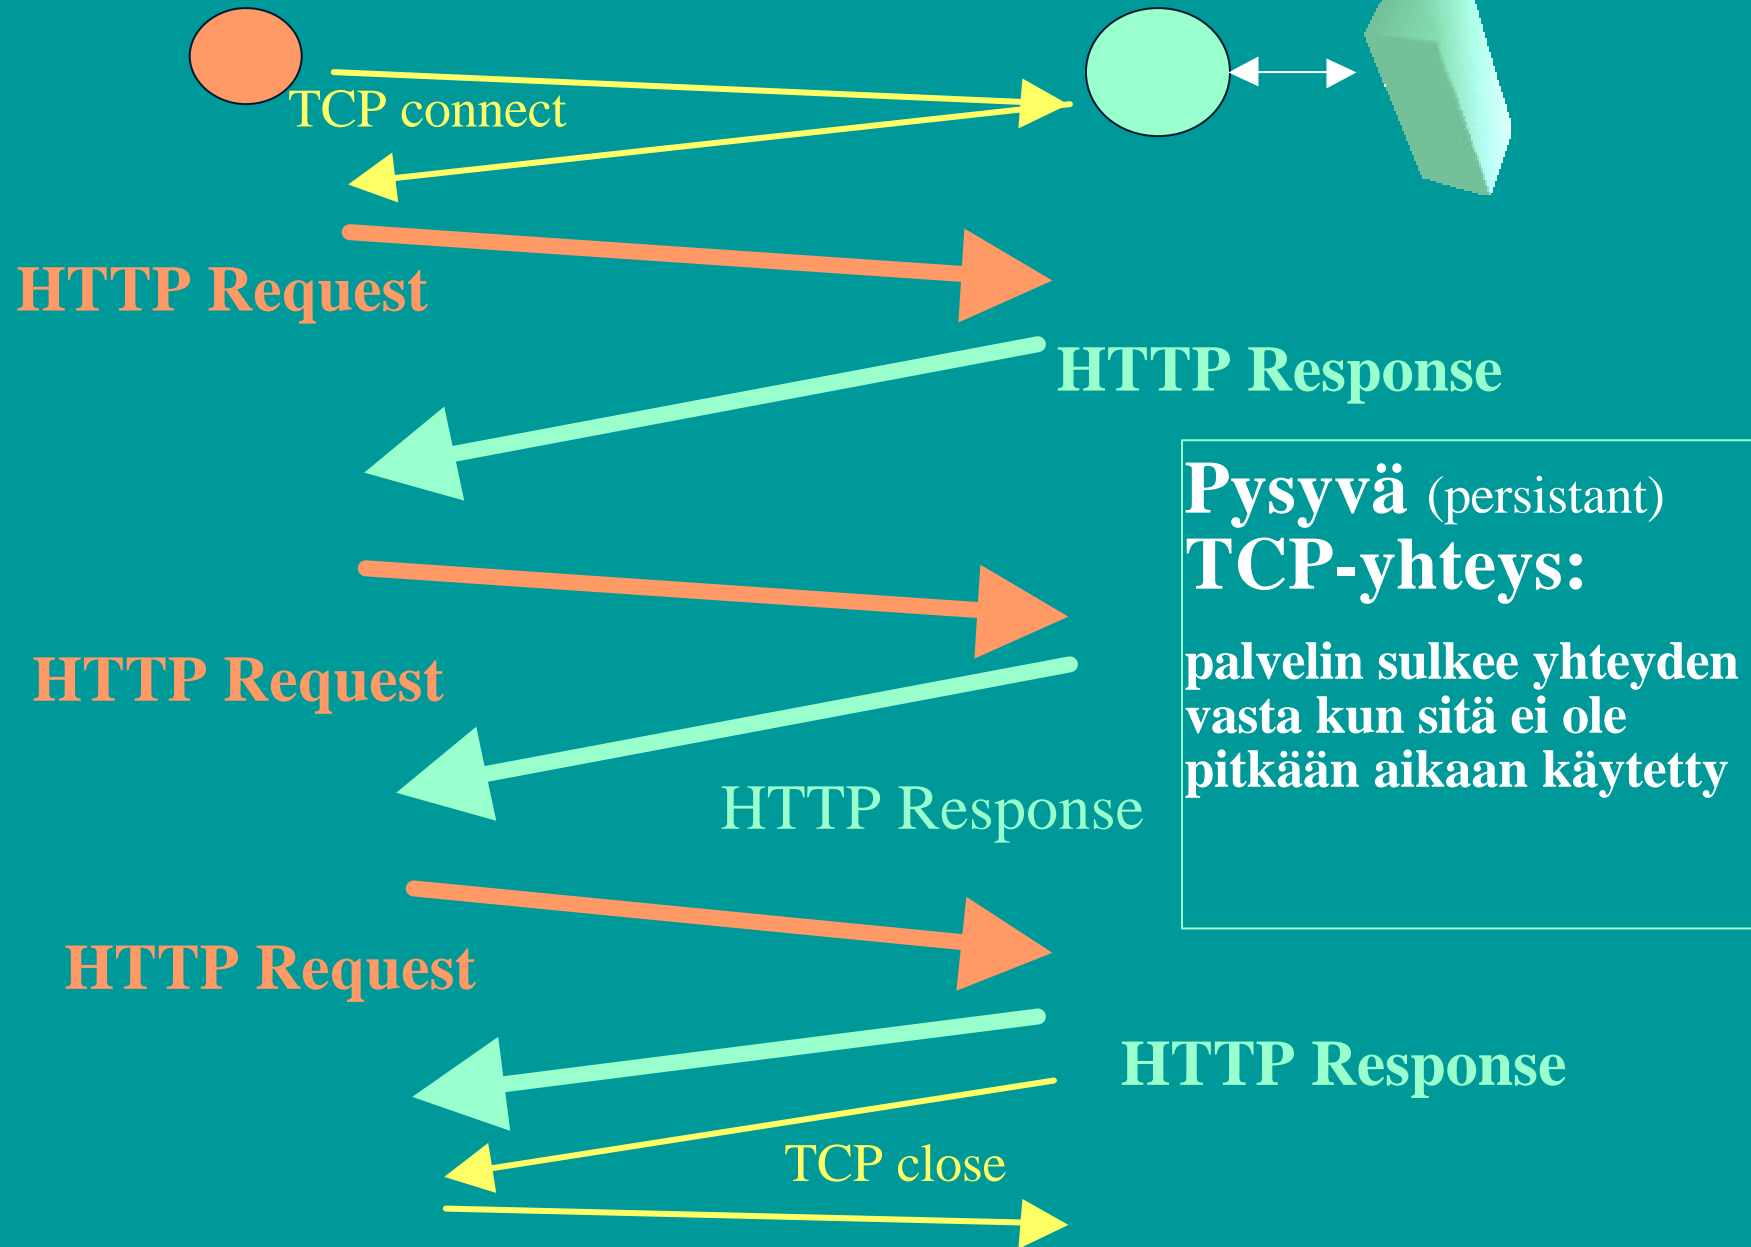 TCP connect
HTTP Request
HTTP Response
Pysyvä (persistant)
TCP-yhteys:
palvelin sulkee yhteyden
vasta kun sitä ei ole
pitkään aikaan käytetty
HTTP Request
HTTP Response
HTTP Request
HTTP Response
TCP close